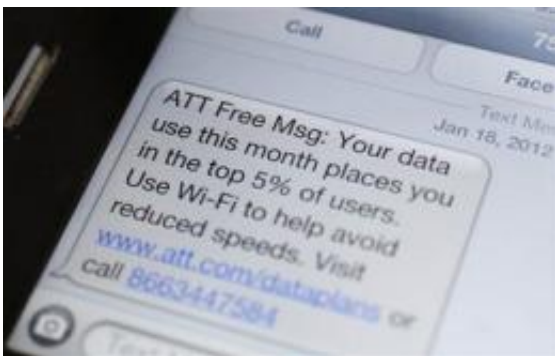 Call
Face
Text Me
Jan 18, 2012
ATT Free Msg: Your data
use this month places you
in the top 5% of users.
Use Wi-Fi to help avoid
reduced speeds. Visit
www.att.com/dataplans or
call 8663447584
Text M